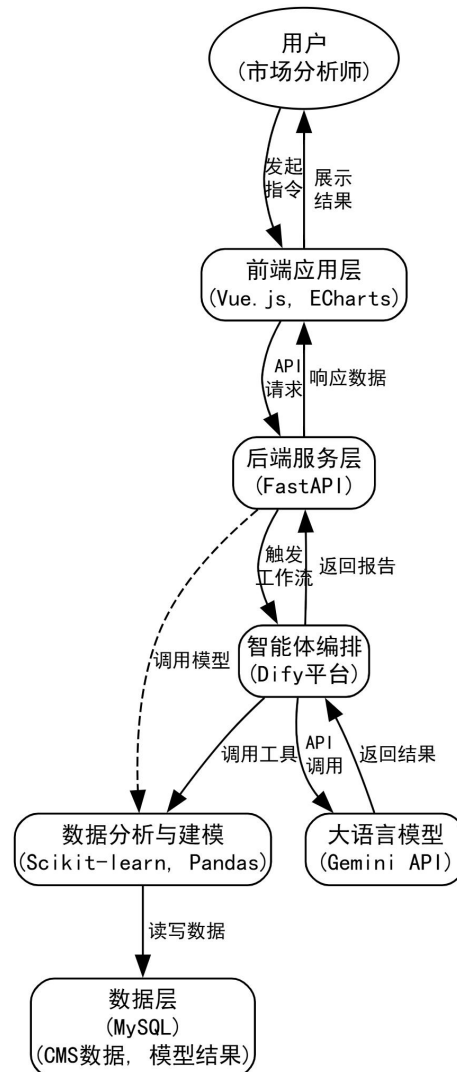 用户
(市场分析师)
发起
指令
展示
结果
前端应用层
(Vue.js, ECharts)
API
请求
响应数据
后端服务层
(FastAPI)
触发
工作流
返回报告
调用模型
智能体编排
(Dify平台)
调用工具
API
调用
返回结果
数据分析与建模
(Scikit-learn, Pandas)
大语言模型
(Gemini API)
读写数据
数据层
(MySQL)
(CMS数据, 模型结果)